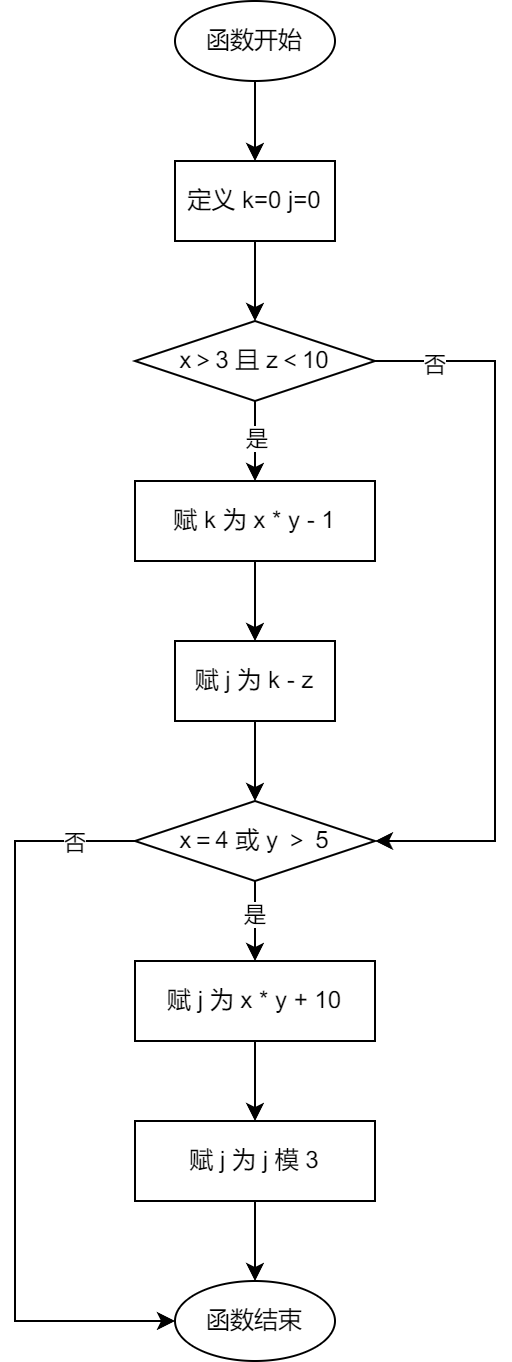 函数开始
定义 k=0 j=0
x > 3 且 z < 10
否
是
赋 k 为 x * y - 1
赋 j 为 k - z
x = 4 或 y ＞ 5
否
是
赋 j 为 x * y + 10
赋 j 为 j 模 3
函数结束